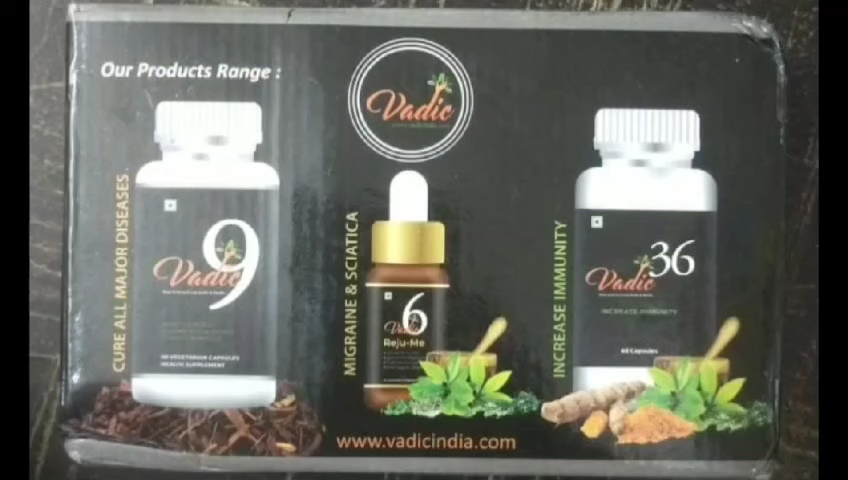 Our Products Range :
Vadic
CURE ALL MAJOR DISEASES.
9
Vadic
60 VEGETARIAN CAPSULES
HEALTH SUPPLEMENT
MIGRAINE & SCIATICA
6
Vadic
Reju-Me
INCREASE IMMUNITY
36
Vadic
INCREASE IMMUNITY
60 Capsules
www.vadicindia.com